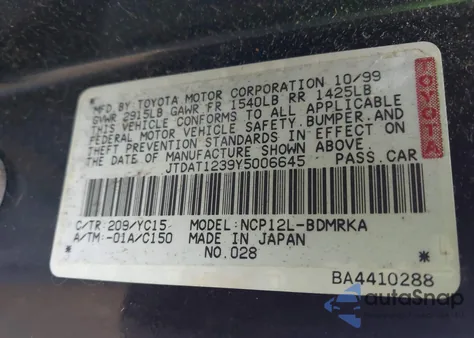 MFD.BY:TOYOTA MOTOR CORPORATION 10/99
GVWR 2915LB GAWR FR 1540LB RR 1425LB
THIS VEHICLE CONFORMS TO ALL APPLICABLE
FEDERAL MOTOR VEHICLE SAFETY,BUMPER,AND
THEFT PREVENTION STANDARDS IN EFFECT ON
THE DATE OF MANUFACTURE SHOWN ABOVE.
JTDAT1239Y5006645 PASS.CAR
TOYOTA
* *
C/TR:209/YC15 MODEL:NCP12L-BDMRKA
A/TM:-01A/C150 MADE IN JAPAN
NO.028
* *
BA4410288
autoSnap